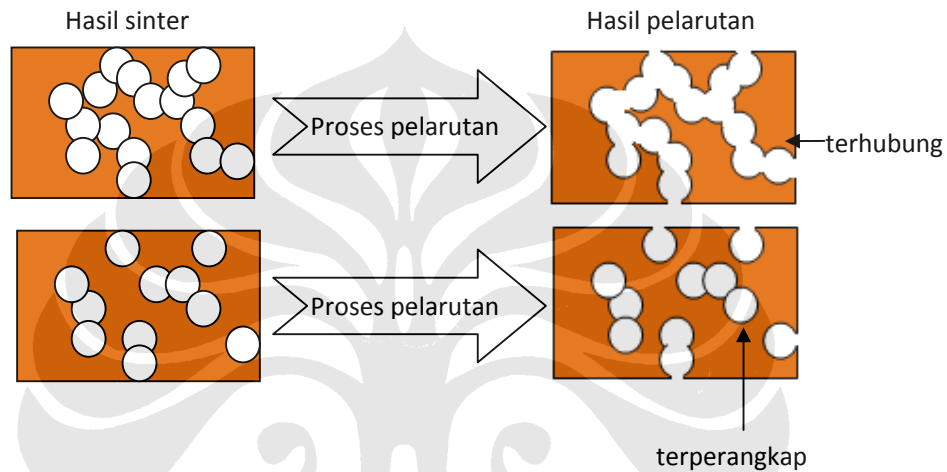 Hasil sinter
Hasil pelarutan
Proses pelarutan
terhubung
Proses pelarutan
terperangkap